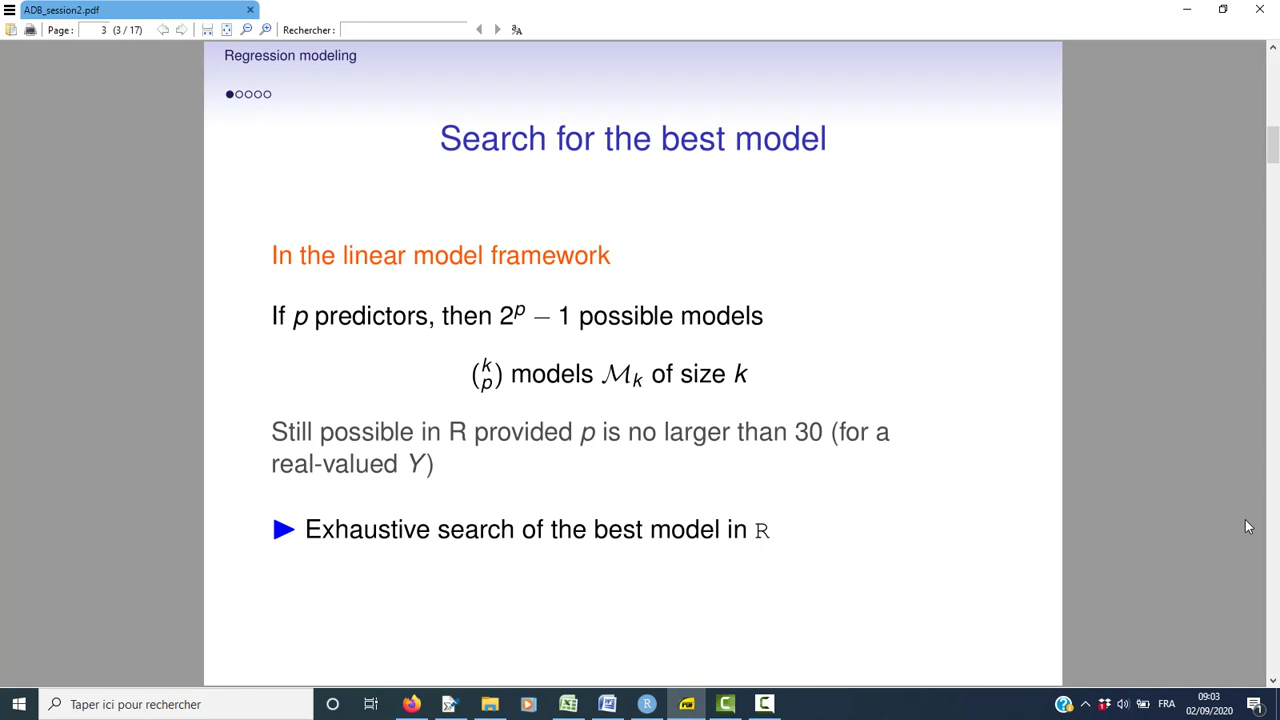 ADB_session2.pdf
Page: 3 (3 / 17) Rechercher:
Regression modeling
Search for the best model
In the linear model framework
If p predictors, then 2^p − 1 possible models
(k p) models ℳ_k of size k
Still possible in R provided p is no larger than 30 (for a
real-valued Y)
▶ Exhaustive search of the best model in R
Taper ici pour rechercher
FRA
09:03
02/09/2020